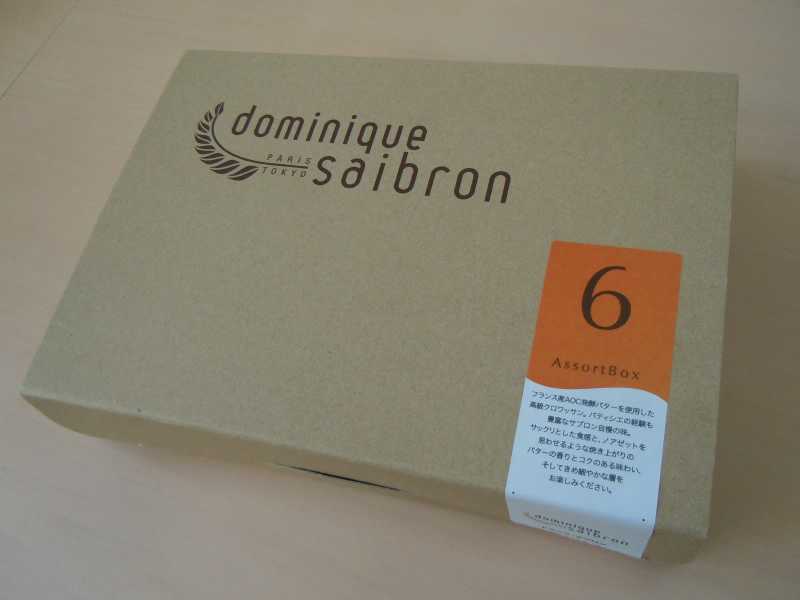 dominique
PARIS
TOKYO
saibron
6
AssortBox
フランス産AOC発酵バターを使用した
高級クロワッサン。パティシエの経験も
豊富なサブロン自慢の味。
サックリとした食感と、ノアゼットを
思わせるような焼き上がりの
バターの香りとコクのある味わい、
そしてきめ細やかな層を
お楽しみください。
dominique
saibron